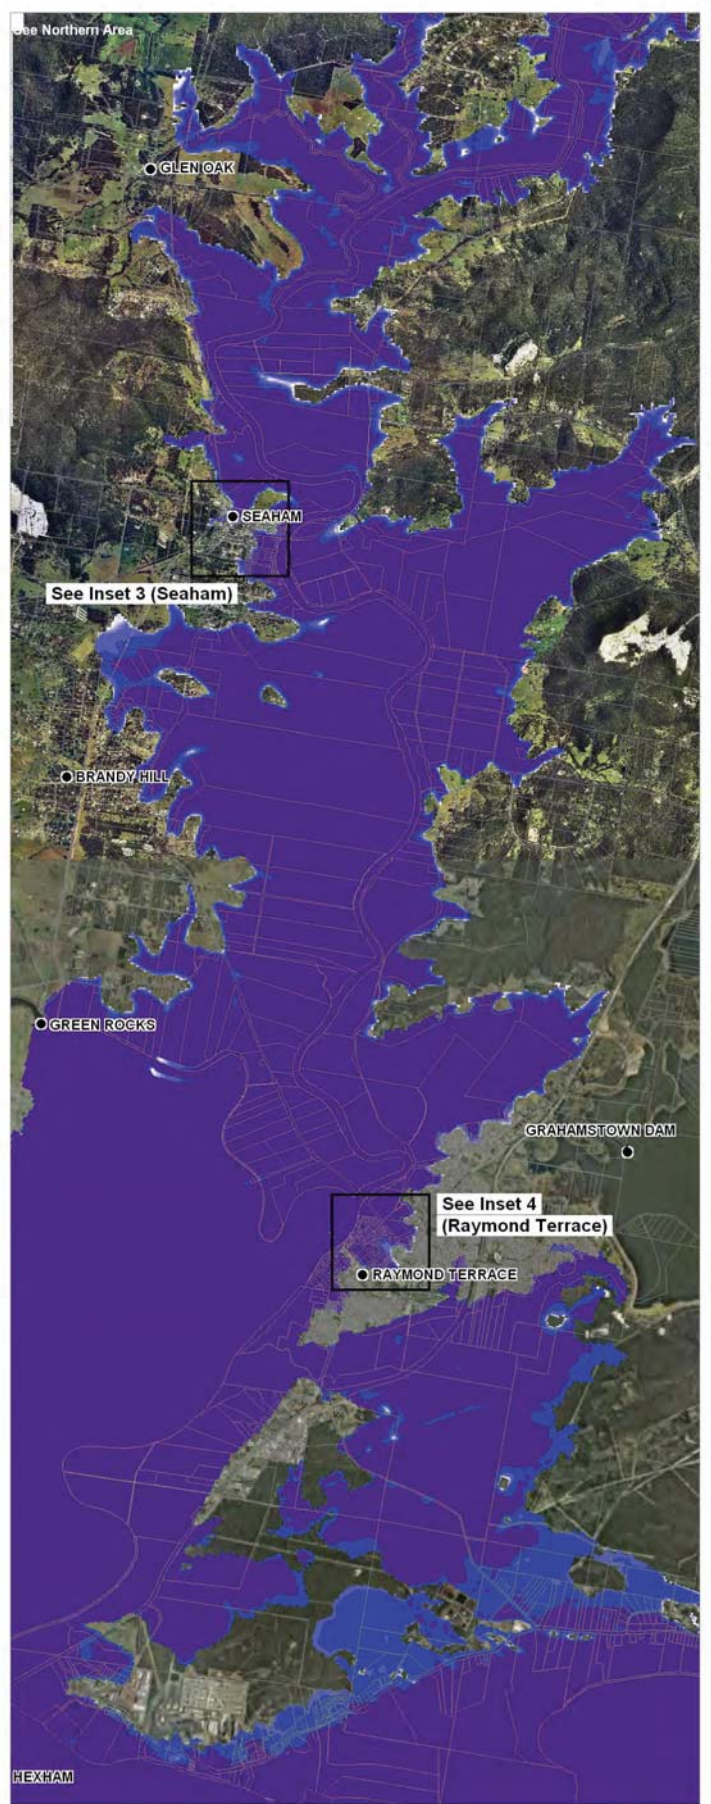 See Northern Area
GLEN OAK
SEAHAM
See Inset 3 (Seaham)
BRANDY HILL
GREEN ROCKS
GRAHAMSTOWN DAM
See Inset 4
(Raymond Terrace)
RAYMOND TERRACE
HEXHAM